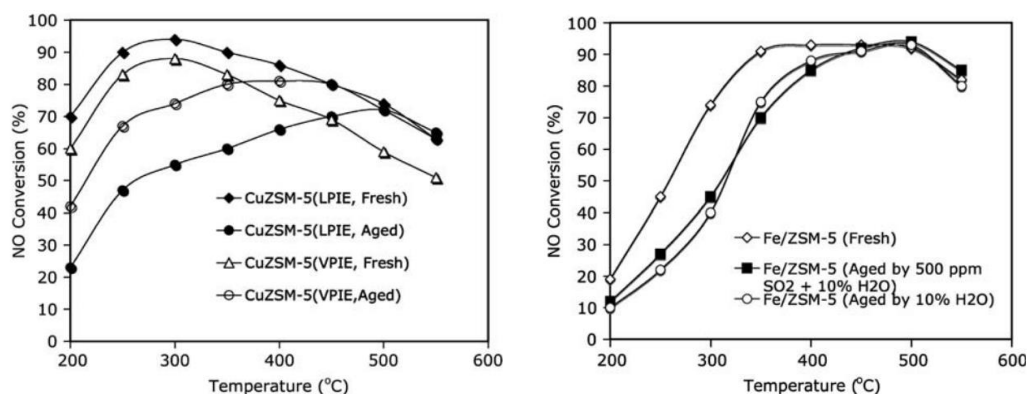 NO Conversion (%)
100
90
80
70
60
50
40
30
20
10
0
200
300
400
500
600
Temperature (°C)
CuZSM-5(LPIE, Fresh)
CuZSM-5(LPIE, Aged)
CuZSM-5(VPIE, Fresh)
CuZSM-5(VPIE,Aged)
NO Conversion (%)
100
90
80
70
60
50
40
30
20
10
0
200
300
400
500
600
Temperature (°C)
Fe/ZSM-5 (Fresh)
Fe/ZSM-5 (Aged by 500 ppm
SO2 + 10% H2O)
Fe/ZSM-5 (Aged by 10% H2O)